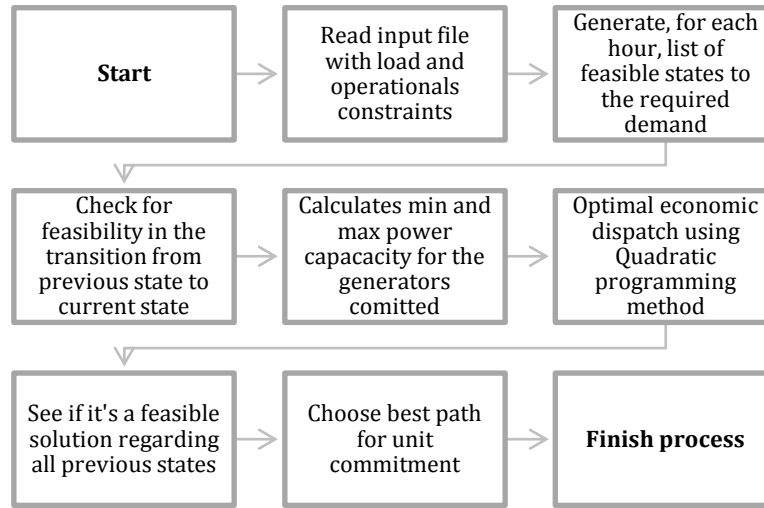 Start
Read input file
with load and
operationals
constraints
Generate, for each
hour, list of
feasible states to
the required
demand
Check for
feasibility in the
transition from
previous state to
current state
Calculates min and
max power
capacacity for the
generators
comitted
Optimal economic
dispatch using
Quadratic
programming
method
See if it's a feasible
solution regarding
all previous states
Choose best path
for unit
commitment
Finish process